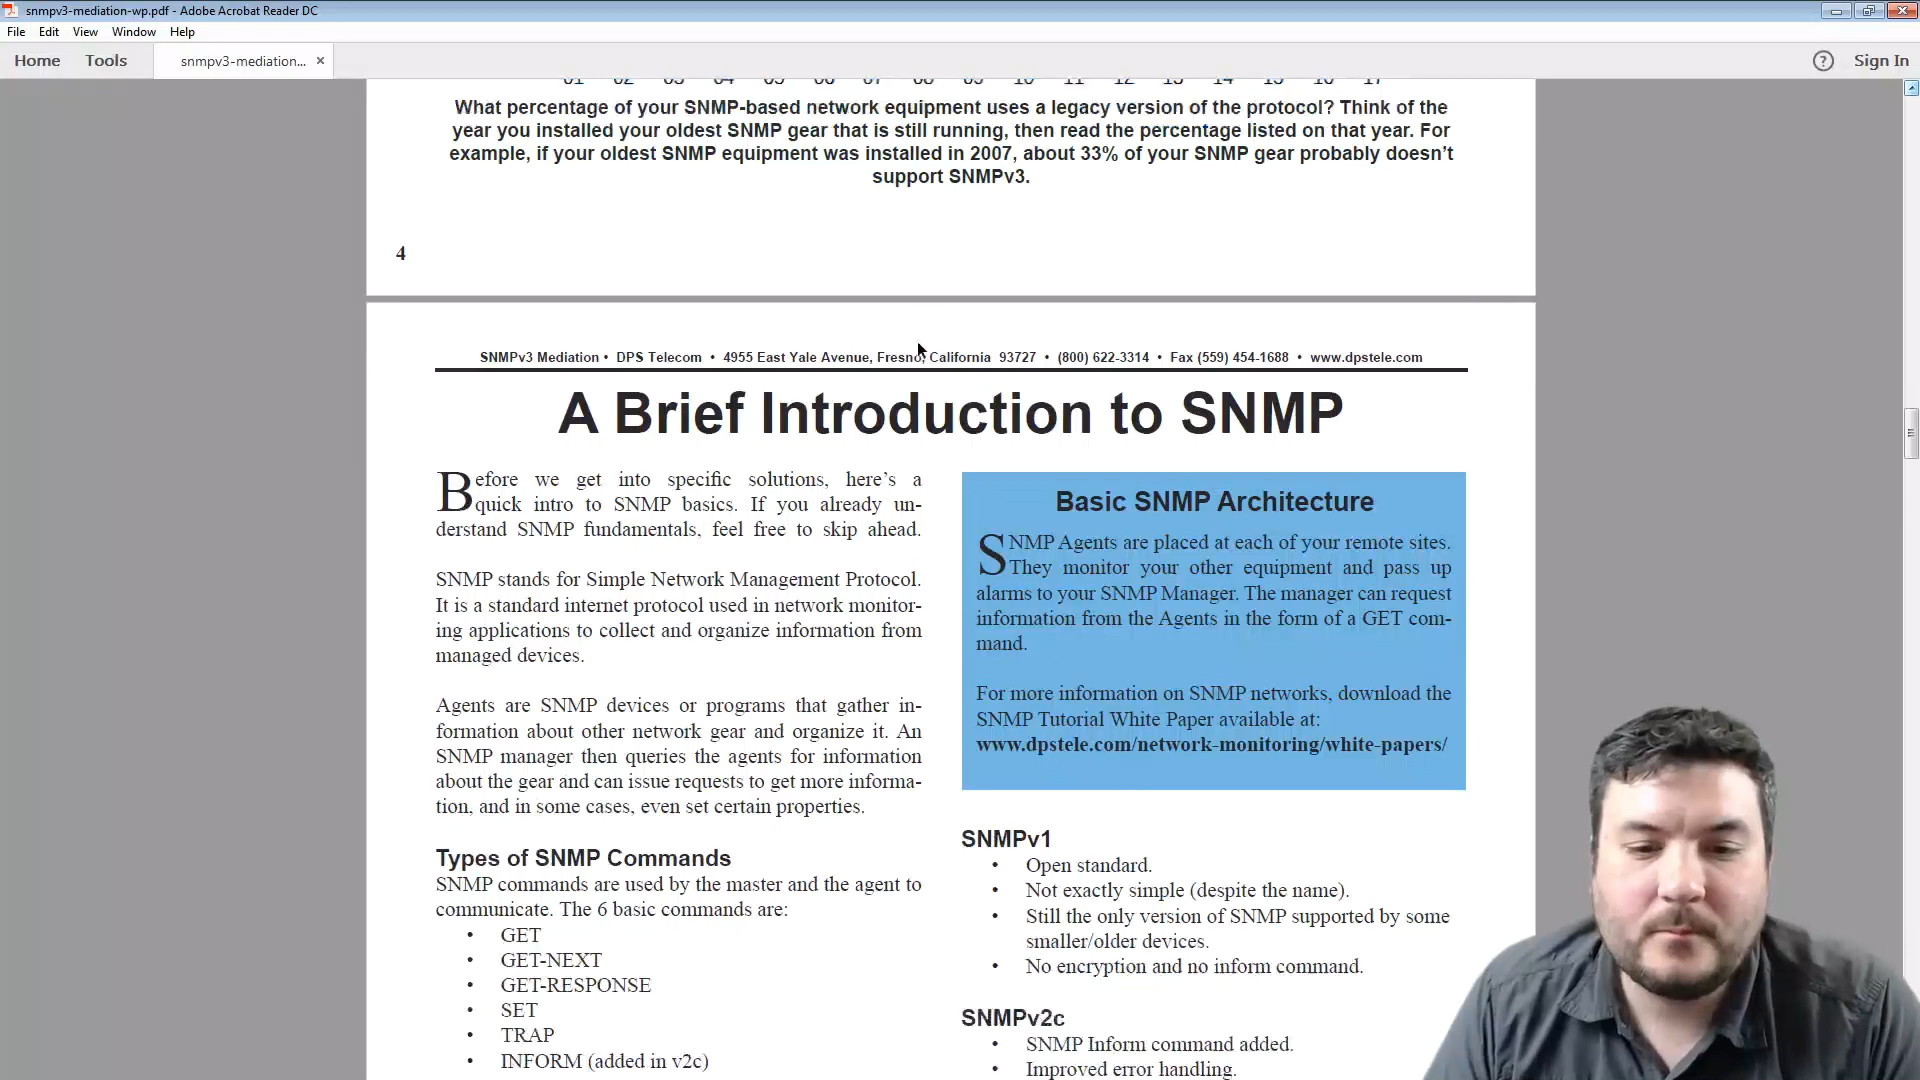 snmpv3-mediation-wp.pdf - Adobe Acrobat Reader DC
File Edit View Window Help
Home Tools snmpv3-mediation... × ? Sign In
01 02 03 04 05 06 07 08 09 10 11 12 13 14 15 16 17
What percentage of your SNMP-based network equipment uses a legacy version of the protocol? Think of the
year you installed your oldest SNMP gear that is still running, then read the percentage listed on that year. For
example, if your oldest SNMP equipment was installed in 2007, about 33% of your SNMP gear probably doesn't
support SNMPv3.
4
SNMPv3 Mediation • DPS Telecom • 4955 East Yale Avenue, Fresno, California 93727 • (800) 622-3314 • Fax (559) 454-1688 • www.dpstele.com
A Brief Introduction to SNMP
Before we get into specific solutions, here's a
quick intro to SNMP basics. If you already un-
derstand SNMP fundamentals, feel free to skip ahead.
SNMP stands for Simple Network Management Protocol.
It is a standard internet protocol used in network monitor-
ing applications to collect and organize information from
managed devices.
Agents are SNMP devices or programs that gather in-
formation about other network gear and organize it. An
SNMP manager then queries the agents for information
about the gear and can issue requests to get more informa-
tion, and in some cases, even set certain properties.
Types of SNMP Commands
SNMP commands are used by the master and the agent to
communicate. The 6 basic commands are:
• GET
• GET-NEXT
• GET-RESPONSE
• SET
• TRAP
• INFORM (added in v2c)
Basic SNMP Architecture
SNMP Agents are placed at each of your remote sites.
They monitor your other equipment and pass up
alarms to your SNMP Manager. The manager can request
information from the Agents in the form of a GET com-
mand.
For more information on SNMP networks, download the
SNMP Tutorial White Paper available at:
www.dpstele.com/network-monitoring/white-papers/
SNMPv1
• Open standard.
• Not exactly simple (despite the name).
• Still the only version of SNMP supported by some
smaller/older devices.
• No encryption and no inform command.
SNMPv2c
• SNMP Inform command added.
• Improved error handling.